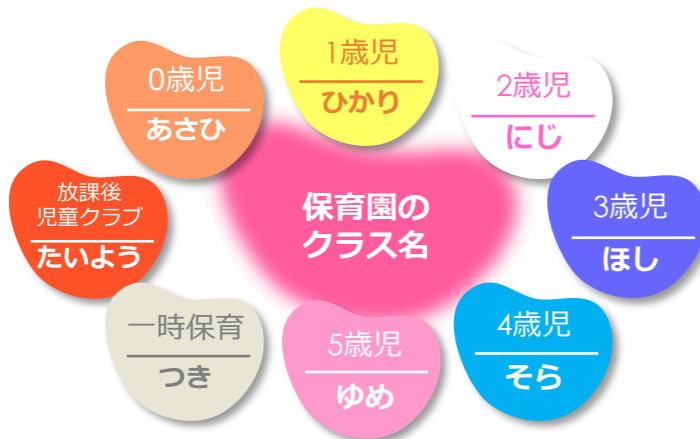 保育園の
クラス名
0歳児
あさひ
1歳児
ひかり
2歳児
にじ
3歳児
ほし
4歳児
そら
5歳児
ゆめ
一時保育
つき
放課後
児童クラブ
たいよう